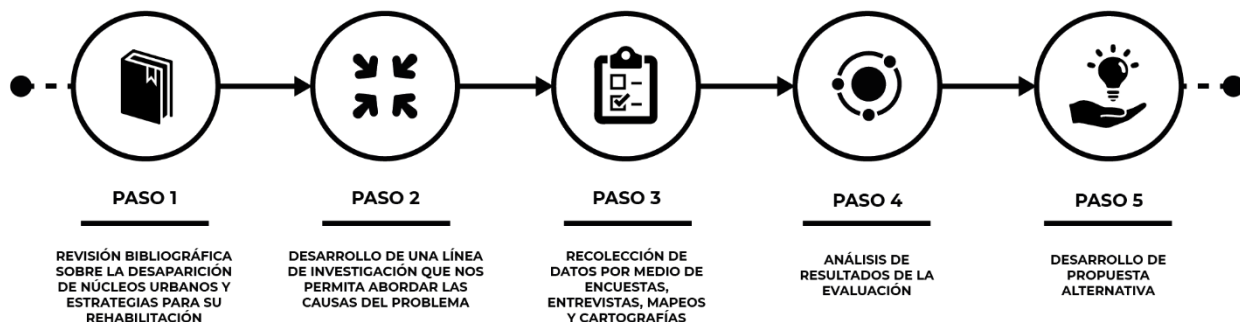 PASO 1
REVISIÓN BIBLIOGRÁFICA
SOBRE LA DESAPARICIÓN
DE NÚCLEOS URBANOS Y
ESTRATEGIAS PARA SU
REHABILITACIÓN
PASO 2
DESARROLLO DE UNA LÍNEA
DE INVESTIGACIÓN QUE NOS
PERMITA ABORDAR LAS
CAUSAS DEL PROBLEMA
PASO 3
RECOLECCIÓN DE
DATOS POR MEDIO DE
ENCUESTAS,
ENTREVISTAS, MAPEOS
Y CARTOGRAFÍAS
PASO 4
ANÁLISIS DE
RESULTADOS DE LA
EVALUACIÓN
PASO 5
DESARROLLO DE
PROPUESTA
ALTERNATIVA